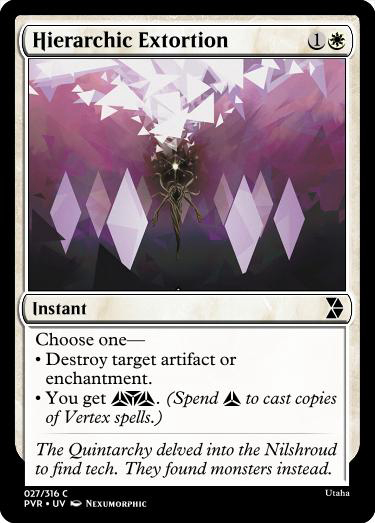 Hierarchic Extortion 1
Instant
Choose one—
• Destroy target artifact or
enchantment.
• You get . (Spend to cast copies
of Vertex spells.)
The Quintarchy delved into the Nilshroud
to find tech. They found monsters instead.
027/316 C
PVR • UV Nexumorphic
Utaha